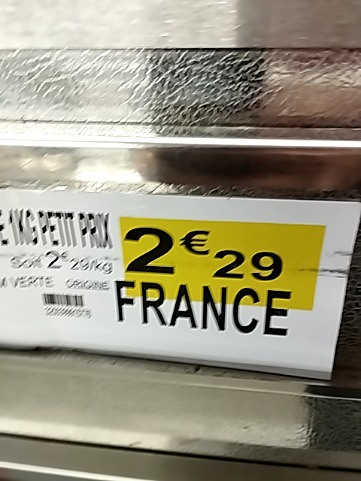 1KG PETIT PRIX
Soit 2€29/kg
VERTE ORIGINE
2€29
FRANCE